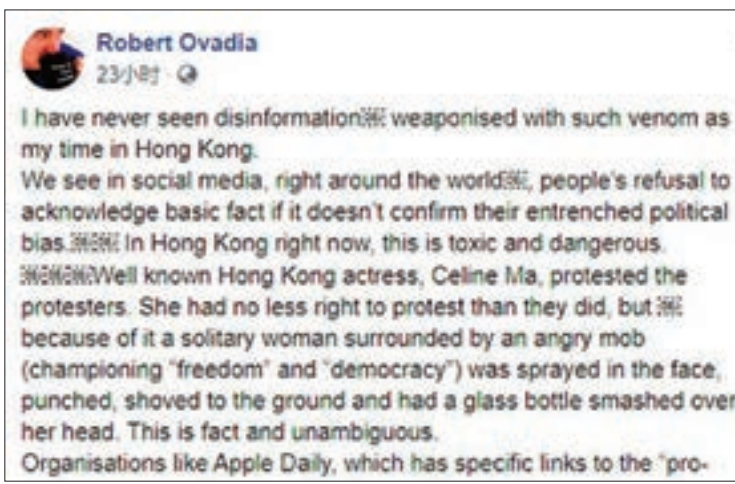 Robert Ovadia
23小时 ·
I have never seen disinformation weaponised with such venom as
my time in Hong Kong.
We see in social media, right around the world, people's refusal to
acknowledge basic fact if it doesn't confirm their entrenched political
bias. In Hong Kong right now, this is toxic and dangerous.
Well known Hong Kong actress, Celine Ma, protested the
protesters. She had no less right to protest than they did, but
because of it a solitary woman surrounded by an angry mob
(championing "freedom" and "democracy") was sprayed in the face,
punched, shoved to the ground and had a glass bottle smashed over
her head. This is fact and unambiguous.
Organisations like Apple Daily, which has specific links to the "pro-